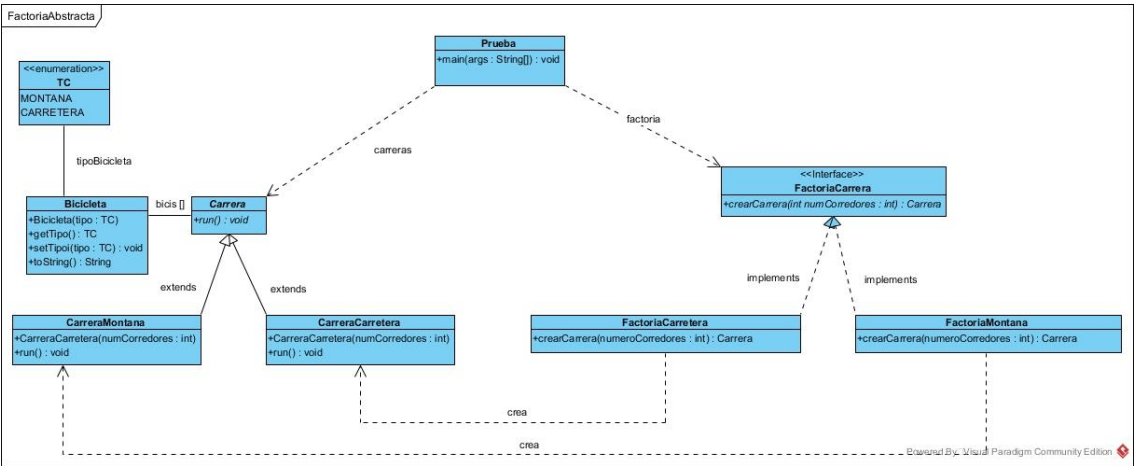 FactoriaAbstracta
Prueba
+main(args : String[]) : void
<<enumeration>>
TC
MONTANA
CARRETERA
factoria
carreras
tipoBicicleta
<<Interface>>
FactoriaCarrera
+crearCarrera(int numCorredores : int) : Carrera
Bicicleta
+Bicicleta(tipo : TC)
+getTipo() : TC
+setTipoi(tipo : TC) : void
+toString() : String
bicis []
Carrera
+run() : void
extends
extends
implements
implements
CarreraMontana
+CarreraCarretera(numCorredores : int)
+run() : void
CarreraCarretera
+CarreraCarretera(numCorredores : int)
+run() : void
FactoriaCarretera
+crearCarrera(numeroCorredores : int) : Carrera
FactoriaMontana
+crearCarrera(numeroCorredores : int) : Carrera
crea
crea
Powered By Visual Paradigm Community Edition